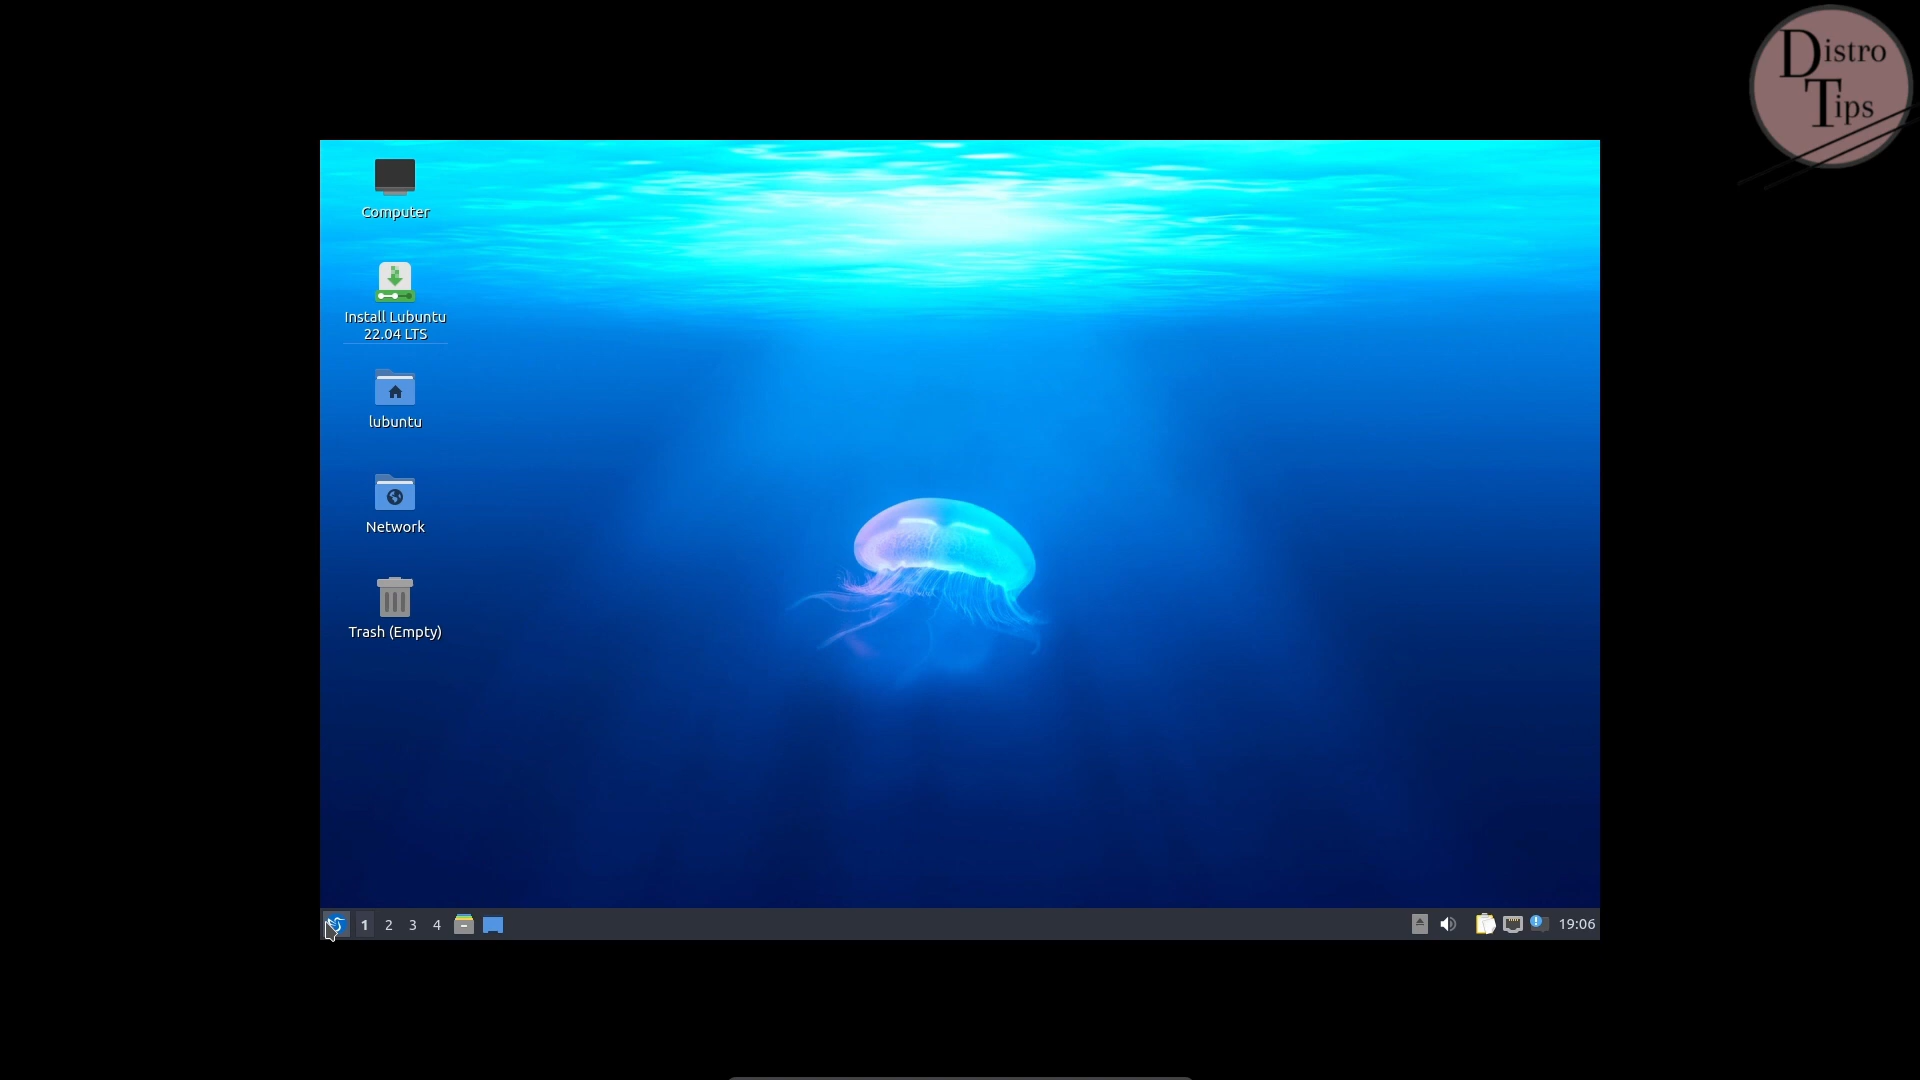 Distro
Tips
Computer
Install Lubuntu
22.04 LTS
lubuntu
Network
Trash (Empty)
1 2 3 4
19:06